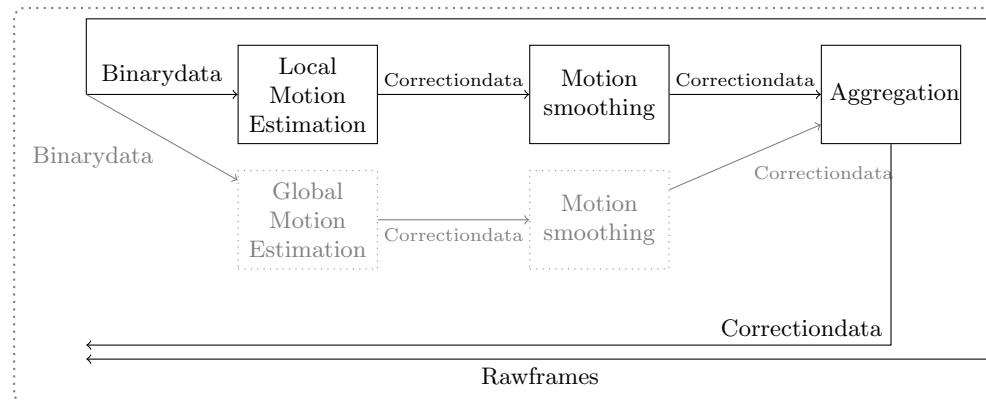 Binarydata
Local
Motion
Estimation
Correctiondata
Motion
smoothing
Correctiondata
Aggregation
Binarydata
Global
Motion
Estimation
Correctiondata
Motion
smoothing
Correctiondata
Correctiondata
Rawframes